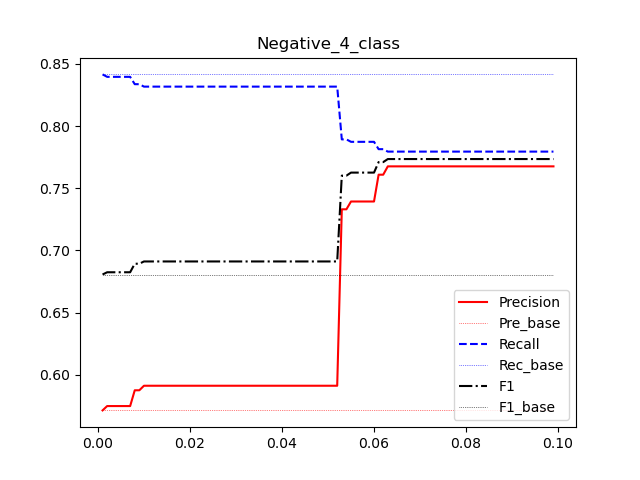 Negative_4_class
0.85
0.80
0.75
0.70
0.65
0.60
0.00 0.02 0.04 0.06 0.08 0.10
Precision
Pre_base
Recall
Rec_base
F1
F1_base